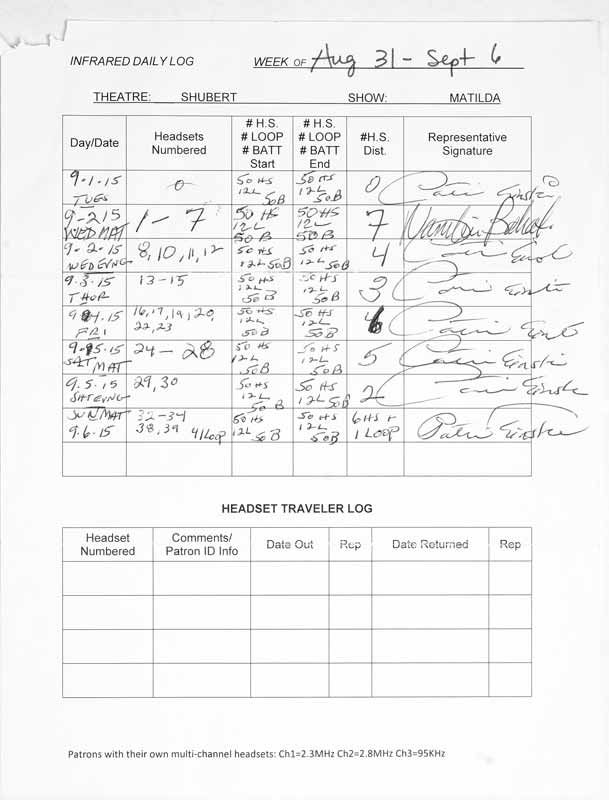 INFRARED DAILY LOG WEEK OF Aug 31 - Sept 6
THEATRE: SHUBERT SHOW: MATILDA
Day/Date Headsets Numbered # H.S. # LOOP # BATT Start # H.S. # LOOP # BATT End #H.S. Dist. Representative Signature
9.1.15 TUES 0 50 HS 12L 50B 50 HS 12L 50B 0
9-2 15 WED MAT 1 - 7 50 HS 12L 50B 50 HS 12L 50B 7
9.2.15 WED EVNG 8, 10, 11, 12 50 HS 12L 50B 50 HS 12L 50B 4
9.3.15 THUR 13-15 50 HS 12L 50B 50 HS 12L 50B 3
9.4.15 FRI 16, 17, 19, 20, 22, 23 50 HS 12L 50B 50 HS 12L 50B 6
9.5.15 SAT MAT 24 - 28 50 HS 12L 50B 50 HS 12L 50B 5
9.5.15 SAT EVNG 29, 30 50 HS 12L 50B 50 HS 12L 50B 2
SUN MAT 9.6.15 32-34 38, 39 4 LOOP 50 HS 12L 50B 50 HS 12L 50B 6 HS + 1 LOOP
HEADSET TRAVELER LOG
Headset Numbered Comments/ Patron ID Info Date Out Rep Date Returned Rep
Patrons with their own multi-channel headsets: Ch1=2.3MHz Ch2=2.8MHz Ch3=95KHz